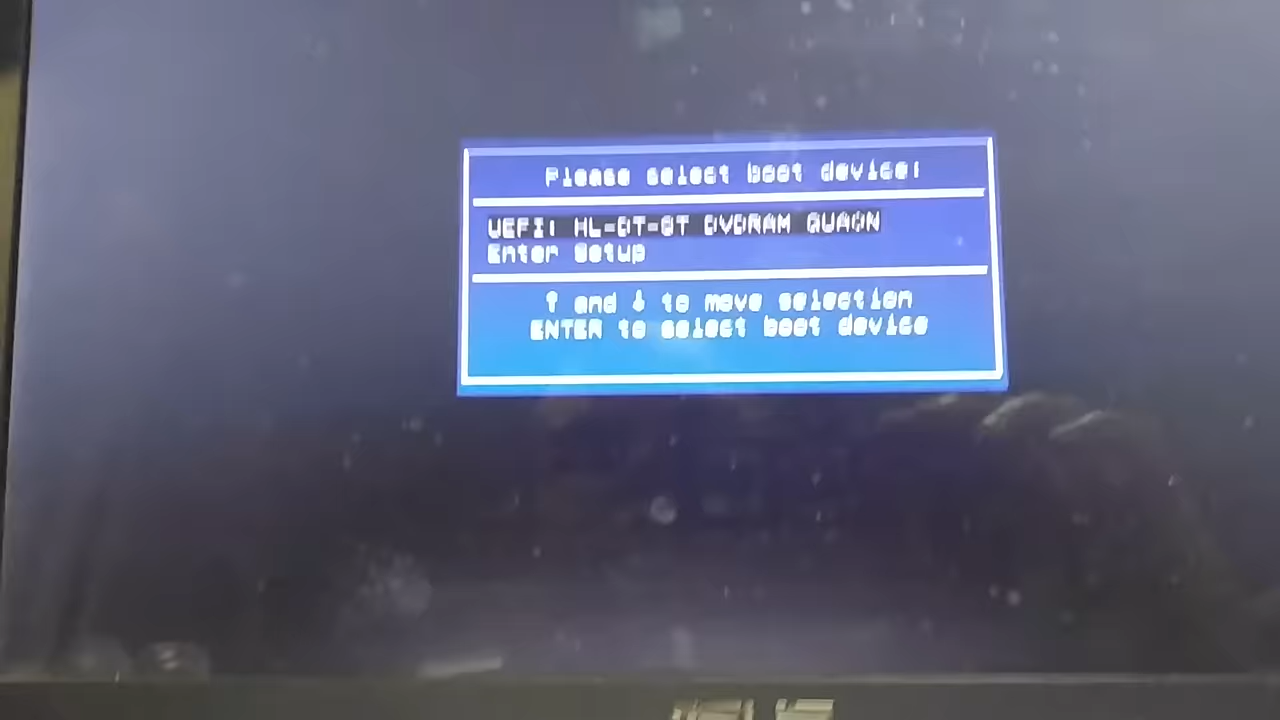 Please select boot device:
UEFI: HL-DT-ST DVDRAM GUA0N
Enter Setup
↑ and ↓ to move selection
ENTER to select boot device